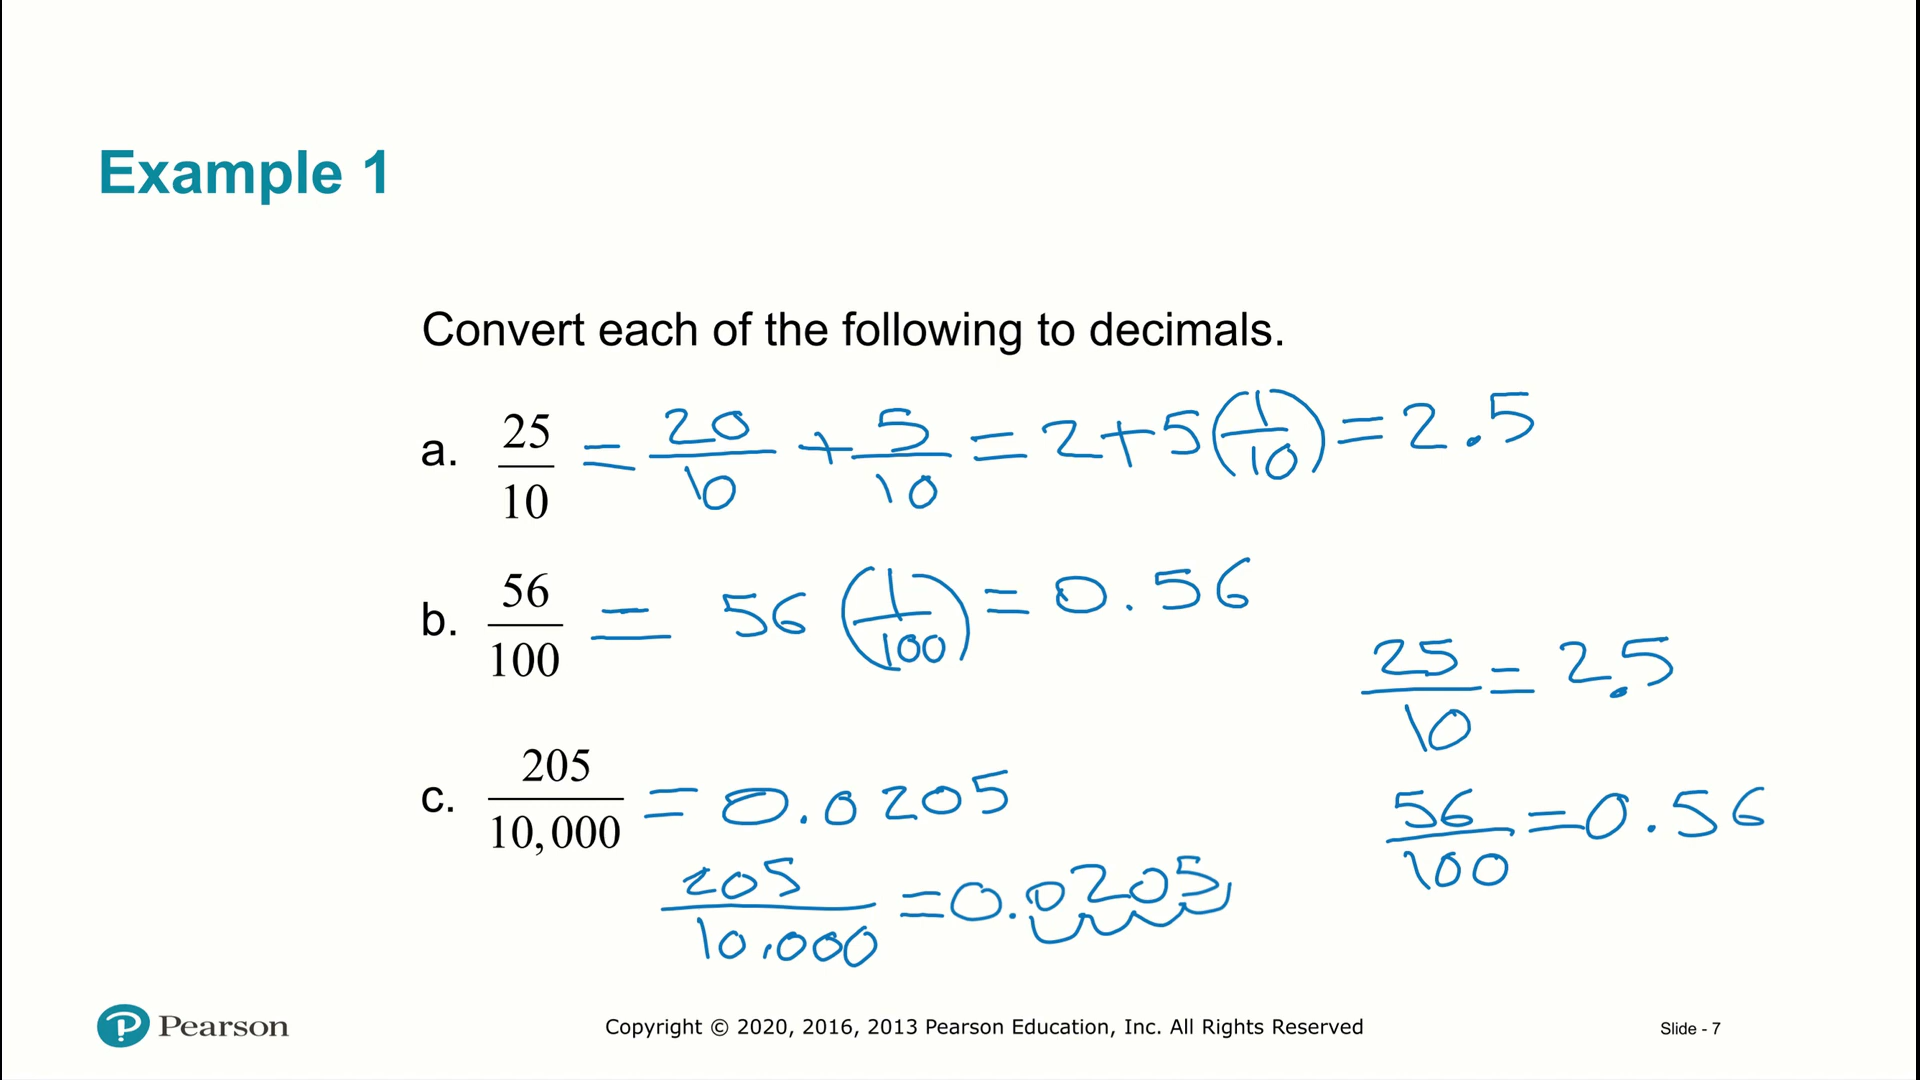 Example 1
Convert each of the following to decimals.
a. 25/10 = 20/10 + 5/10 = 2 + 5(1/10) = 2.5
b. 56/100 = 56(1/100) = 0.56
25/10 = 2.5
c. 205/10,000 = 0.0205
56/100 = 0.56
205/10,000 = 0.0205
Pearson
Copyright © 2020, 2016, 2013 Pearson Education, Inc. All Rights Reserved
Slide - 7